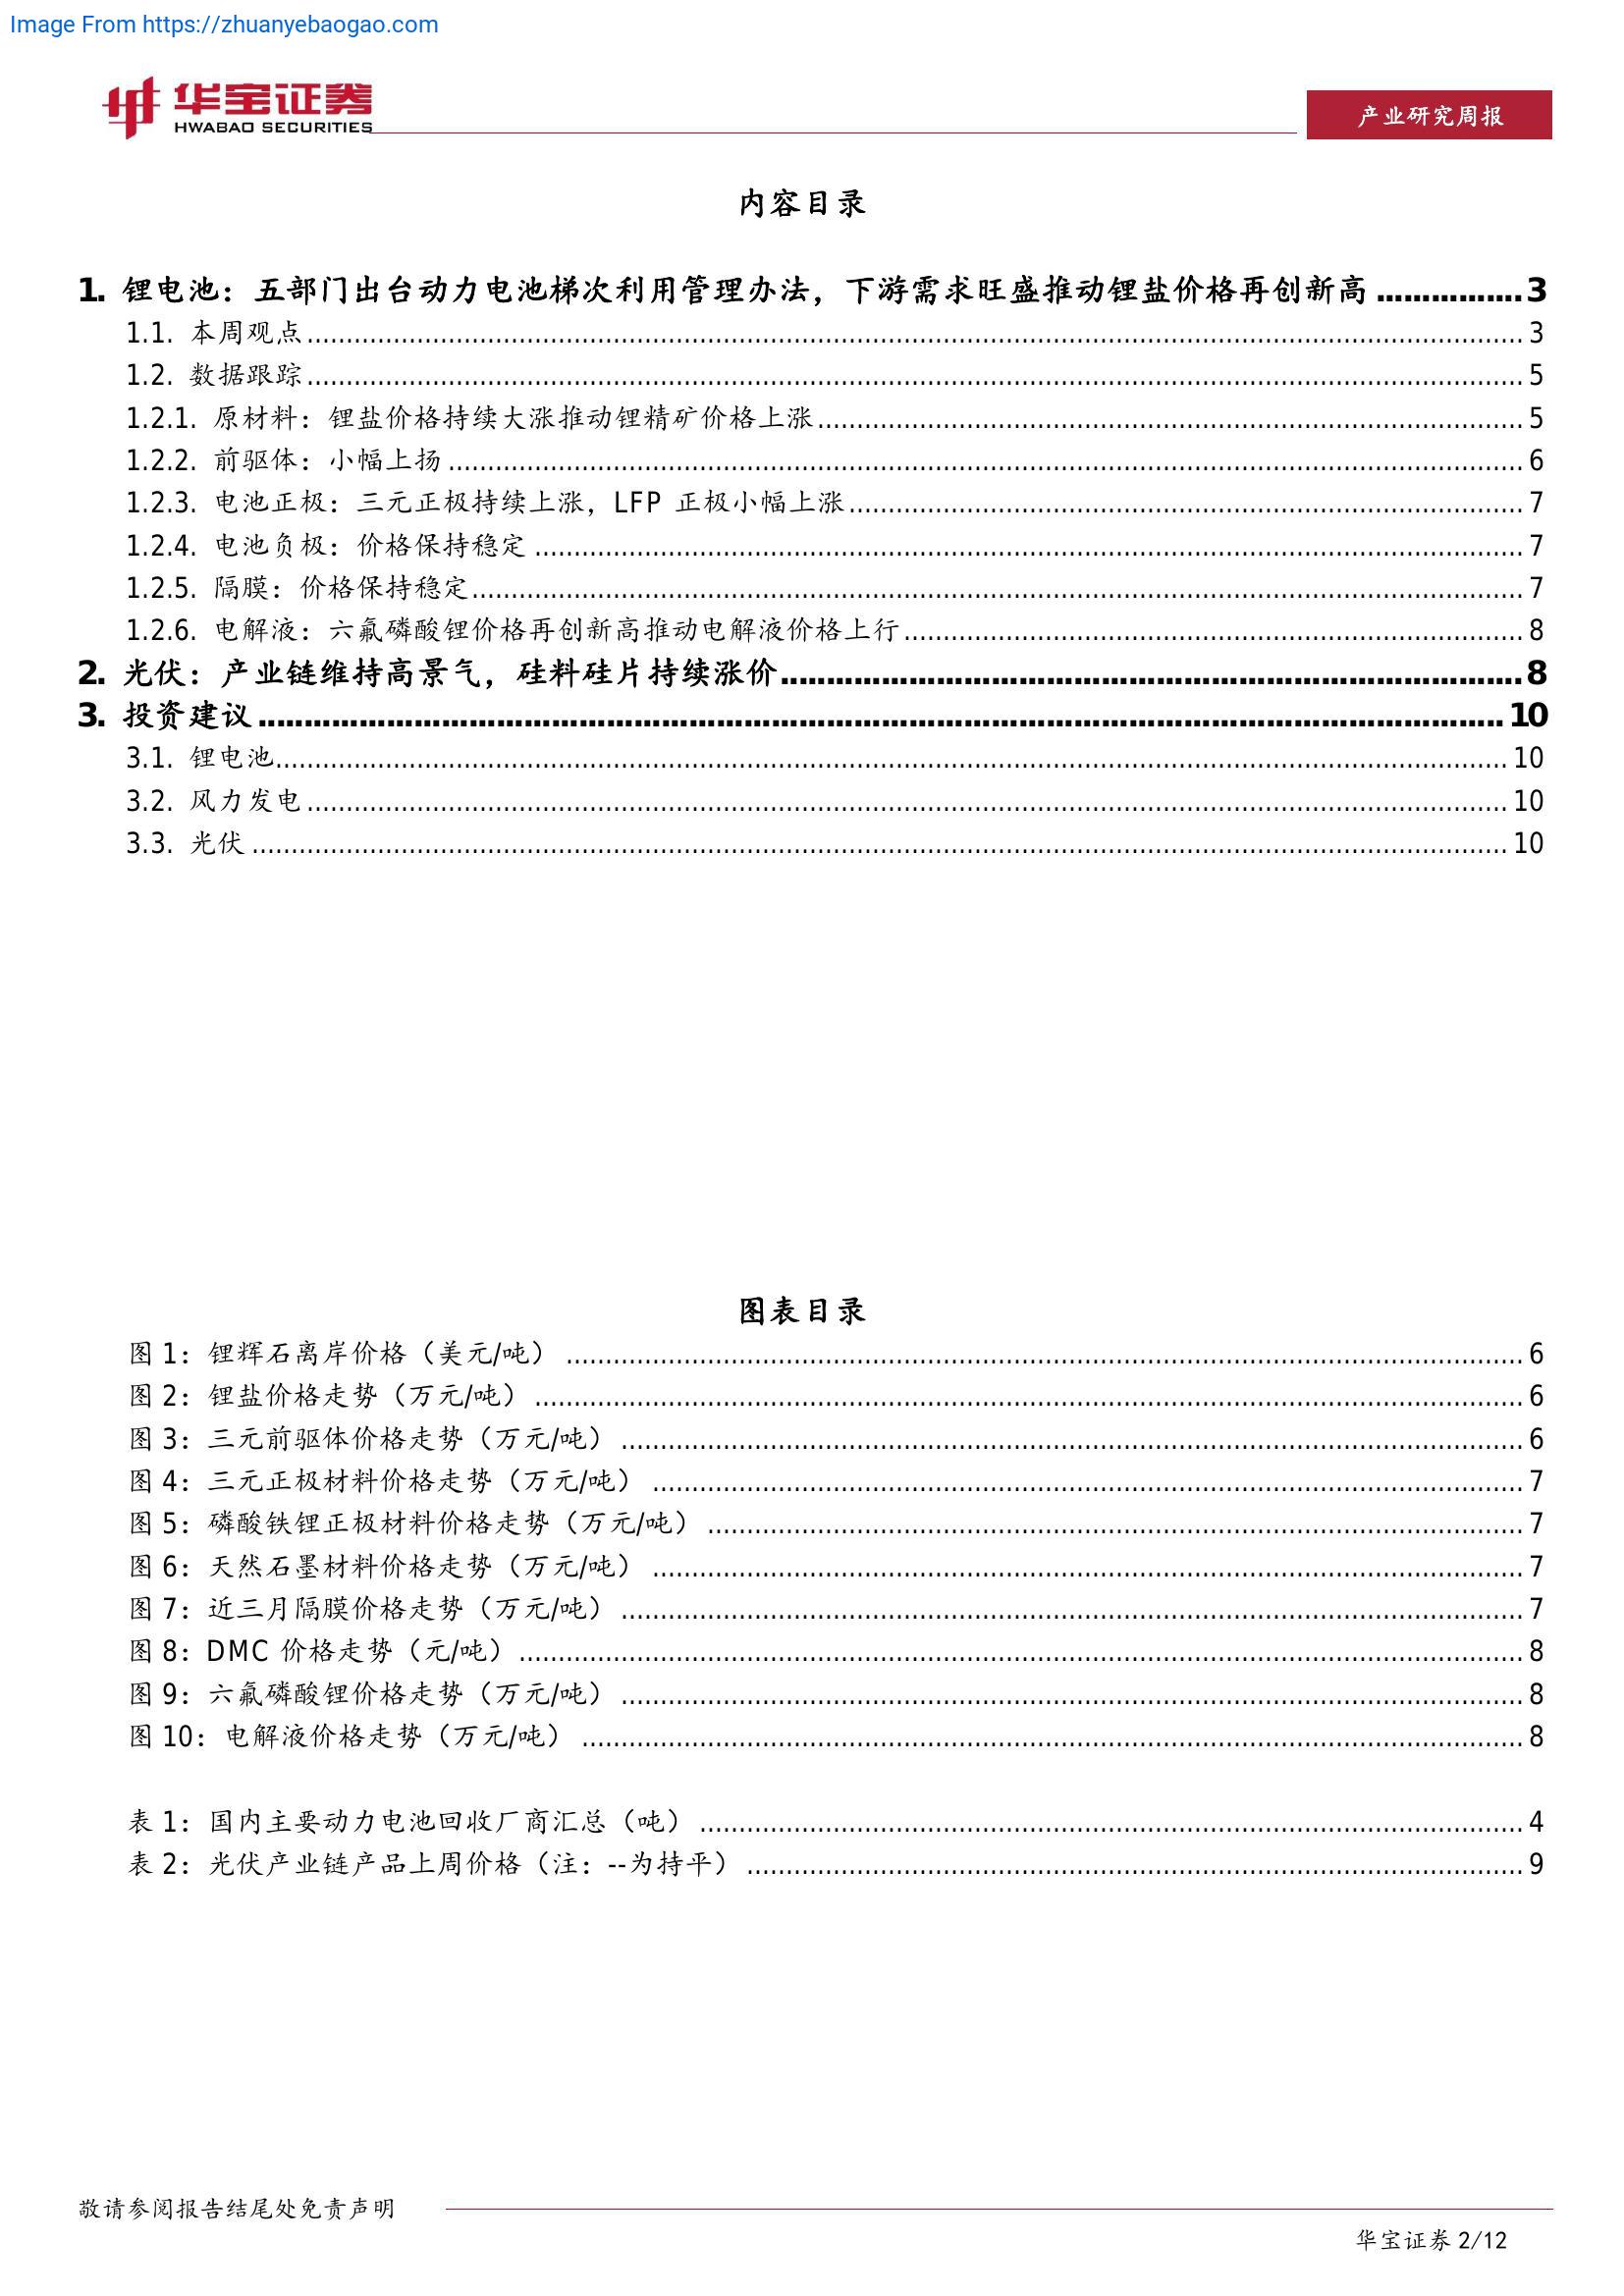 Image From https://zhuanyebaogao.com
华宝证券
HWABAO SECURITIES
产业研究周报
内容目录
1. 锂电池：五部门出台动力电池梯次利用管理办法，下游需求旺盛推动锂盐价格再创新高................3
1.1. 本周观点................3
1.2. 数据跟踪................5
1.2.1. 原材料：锂盐价格持续大涨推动锂精矿价格上涨................5
1.2.2. 前驱体：小幅上扬................6
1.2.3. 电池正极：三元正极持续上涨，LFP 正极小幅上涨................7
1.2.4. 电池负极：价格保持稳定................7
1.2.5. 隔膜：价格保持稳定................7
1.2.6. 电解液：六氟磷酸锂价格再创新高推动电解液价格上行................8
2. 光伏：产业链维持高景气，硅料硅片持续涨价................8
3. 投资建议................10
3.1. 锂电池................10
3.2. 风力发电................10
3.3. 光伏................10
图表目录
图 1：锂辉石离岸价格（美元/吨）................6
图 2：锂盐价格走势（万元/吨）................6
图 3：三元前驱体价格走势（万元/吨）................6
图 4：三元正极材料价格走势（万元/吨）................7
图 5：磷酸铁锂正极材料价格走势（万元/吨）................7
图 6：天然石墨材料价格走势（万元/吨）................7
图 7：近三月隔膜价格走势（万元/吨）................7
图 8：DMC 价格走势（元/吨）................8
图 9：六氟磷酸锂价格走势（万元/吨）................8
图 10：电解液价格走势（万元/吨）................8
表 1：国内主要动力电池回收厂商汇总（吨）................4
表 2：光伏产业链产品上周价格（注：--为持平）................9
敬请参阅报告结尾处免责声明
华宝证券 2/12